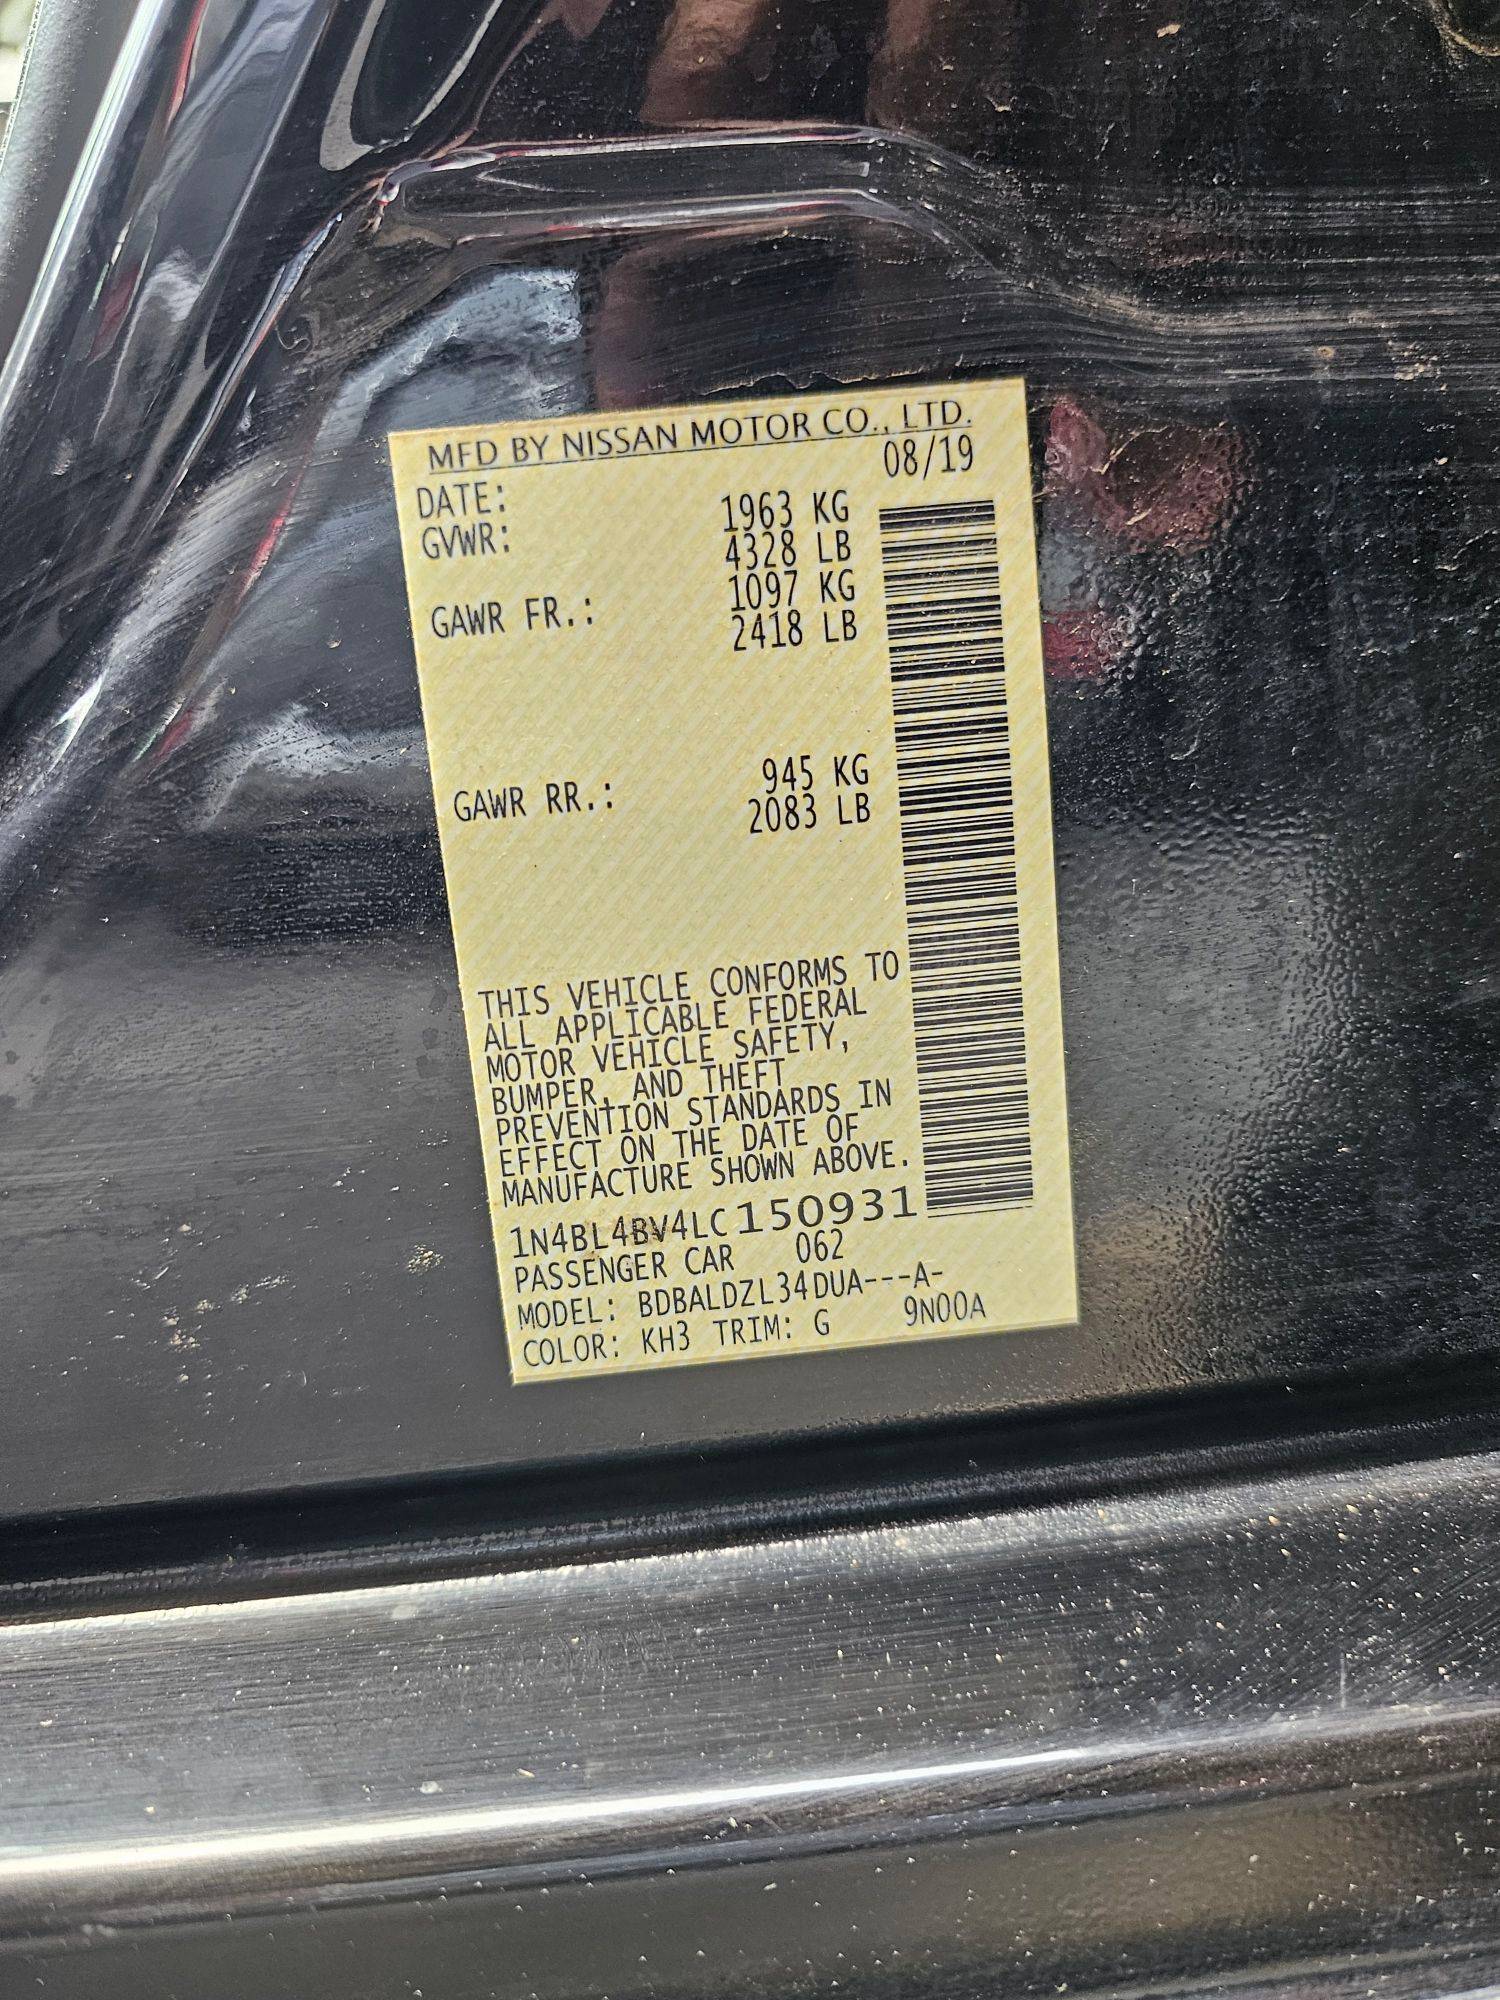 MFD BY NISSAN MOTOR CO., LTD.
DATE: 08/19
GVWR: 1963 KG
4328 LB
GAWR FR.: 1097 KG
2418 LB
GAWR RR.: 945 KG
2083 LB
THIS VEHICLE CONFORMS TO
ALL APPLICABLE FEDERAL
MOTOR VEHICLE SAFETY,
BUMPER, AND THEFT
PREVENTION STANDARDS IN
EFFECT ON THE DATE OF
MANUFACTURE SHOWN ABOVE.
1N4BL4BV4LC150931
PASSENGER CAR 062
MODEL: BDBALDZL34DUA---A-
COLOR: KH3 TRIM: G 9N00A